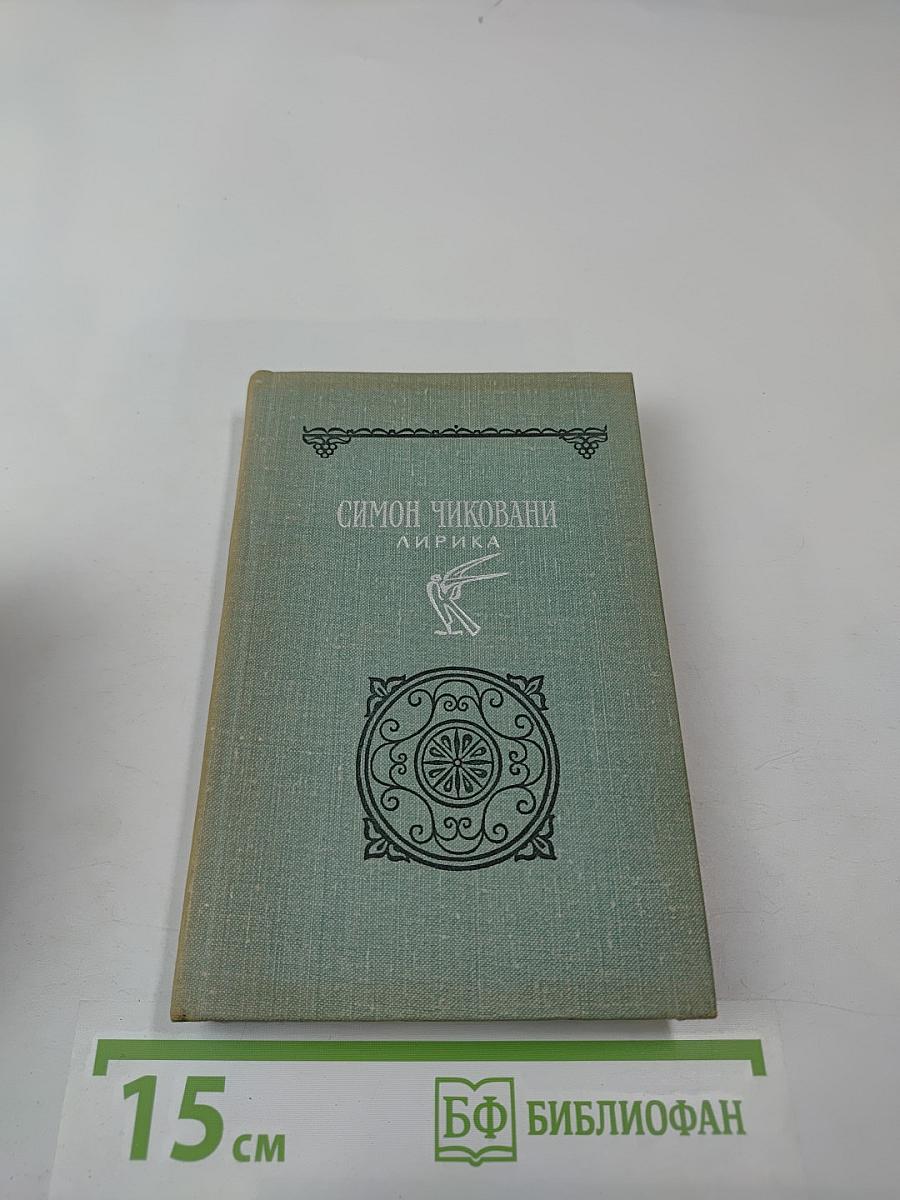 СИМОН ЧИКОВАНИ
ЛИРИКА
15 см
БФ БИБЛИОФАН